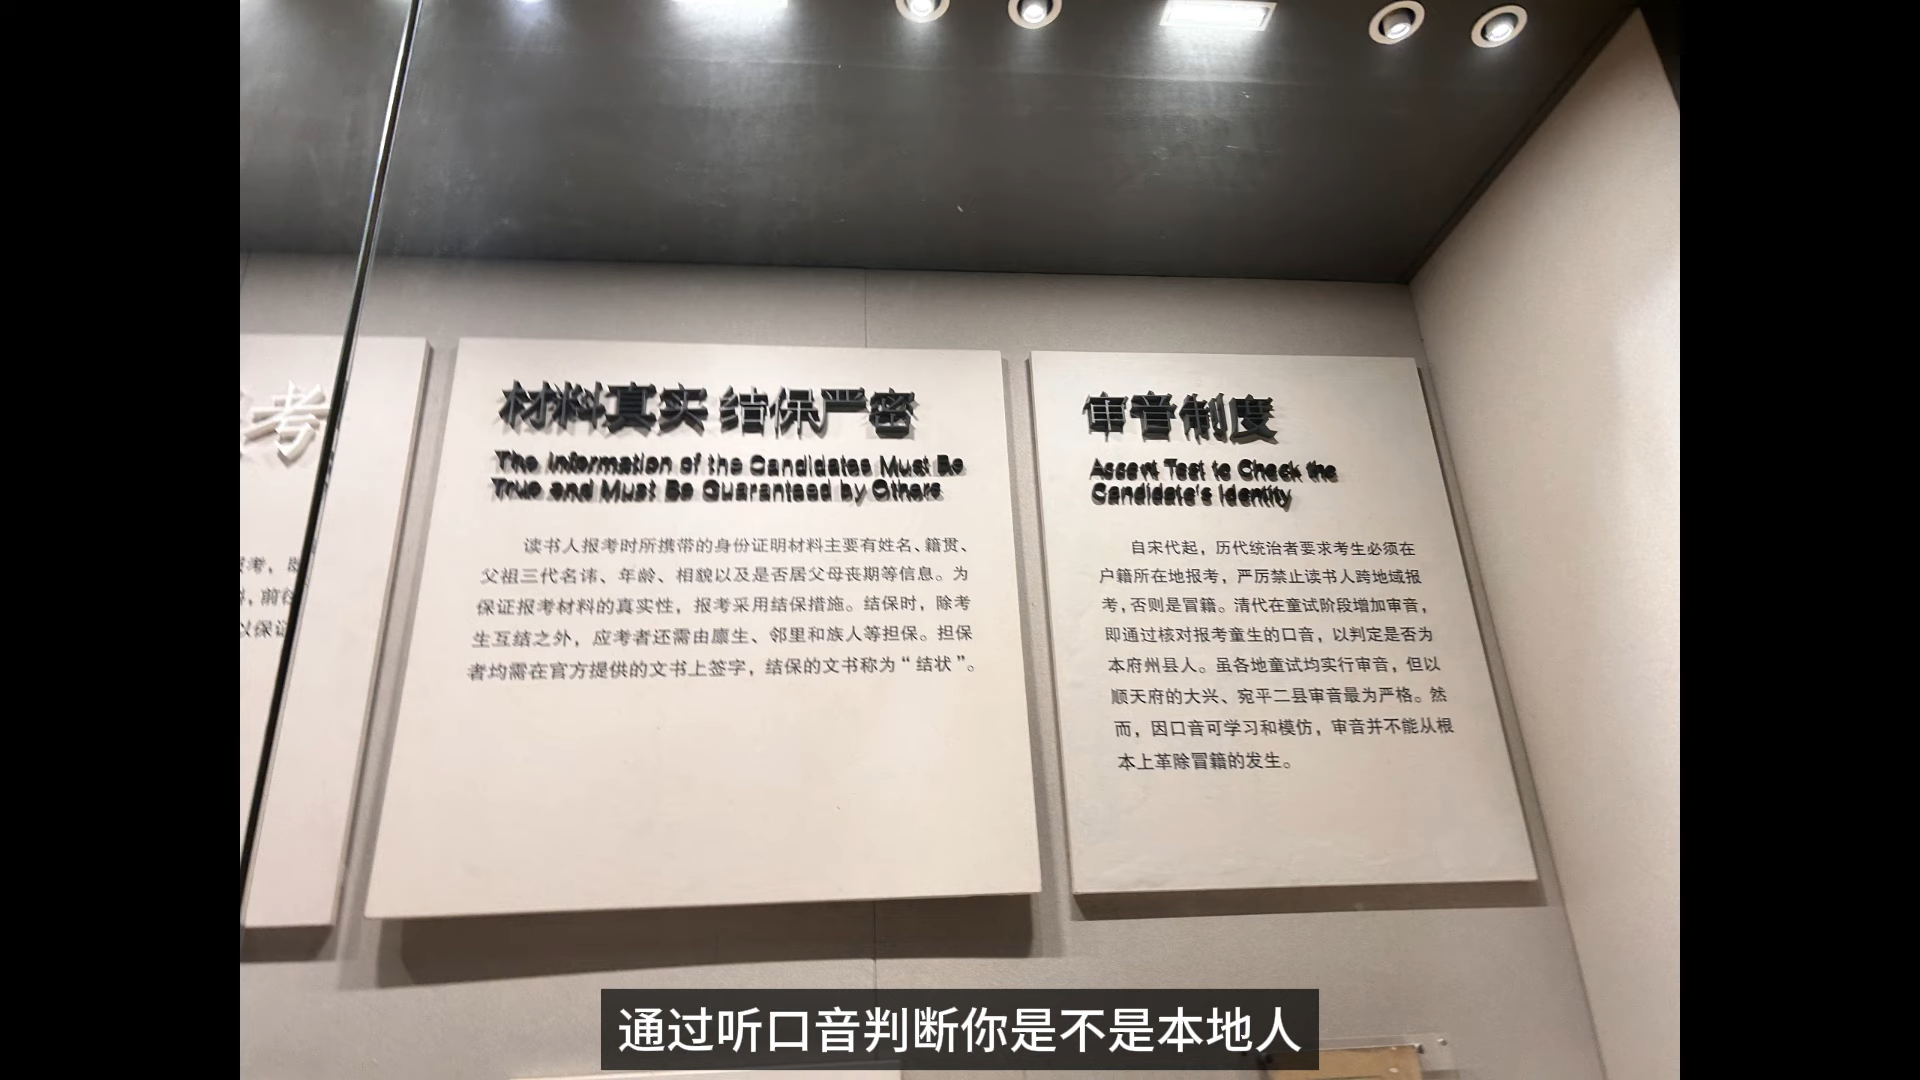 考
考，
，前往
以保证
材料真实 结保严密
The Information of the Candidates Must Be
True and Must Be Guaranteed by Others
读书人报考时所携带的身份证明材料主要有姓名、籍贯、
父祖三代名讳、年龄、相貌以及是否居父母丧期等信息。为
保证报考材料的真实性，报考采用结保措施。结保时，除考
生互结之外，应考者还需由廪生、邻里和族人等担保。担保
者均需在官方提供的文书上签字，结保的文书称为“结状”。
审音制度
Accent Test to Check the
Candidate's Identity
自宋代起，历代统治者要求考生必须在
户籍所在地报考，严厉禁止读书人跨地域报
考，否则是冒籍。清代在童试阶段增加审音，
即通过核对报考童生的口音，以判定是否为
本府州县人。虽各地童试均实行审音，但以
顺天府的大兴、宛平二县审音最为严格。然
而，因口音可学习和模仿，审音并不能从根
本上革除冒籍的发生。
通过听口音判断你是不是本地人